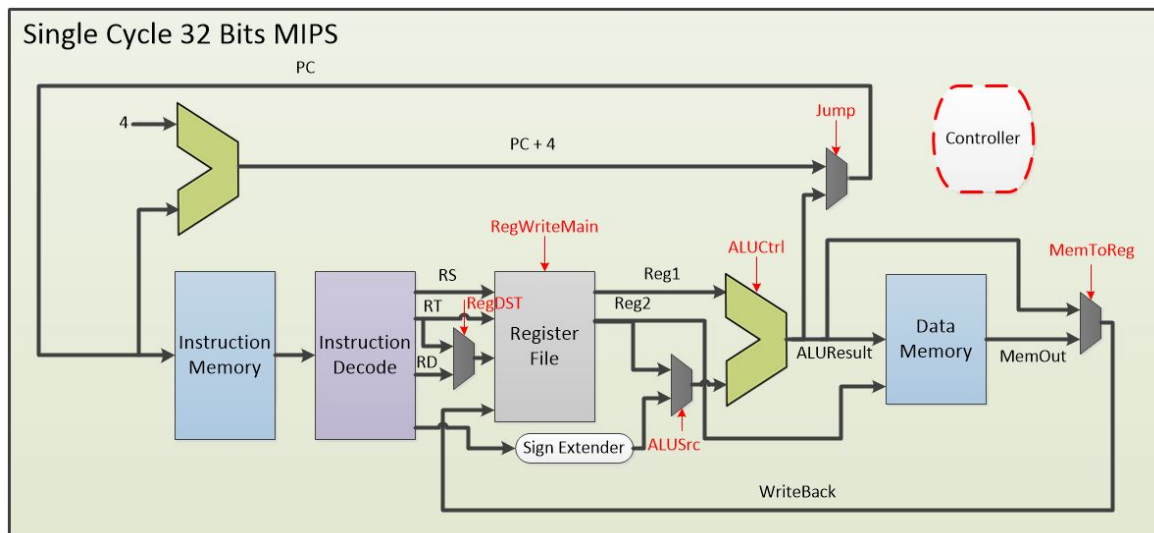 Single Cycle 32 Bits MIPS
PC
Jump
4
PC + 4
Controller
RegWriteMain
ALUCtrl
MemToReg
RS
Reg1
RT
RegDST
Reg2
Instruction
Memory
Instruction
Decode
RD
Register
File
ALUResult
Data
Memory
MemOut
Sign Extender
ALUSrc
WriteBack